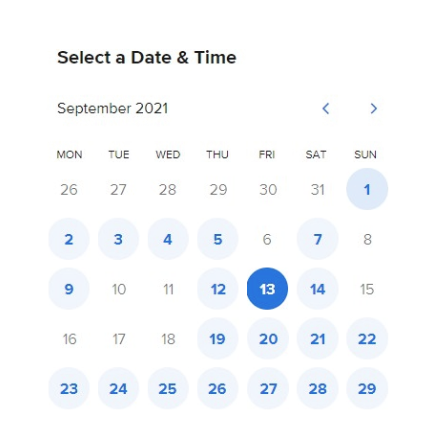 Select a Date & Time
September 2021
MON TUE WED THU FRI SAT SUN
26 27 28 29 30 31 1
2 3 4 5 6 7 8
9 10 11 12 13 14 15
16 17 18 19 20 21 22
23 24 25 26 27 28 29